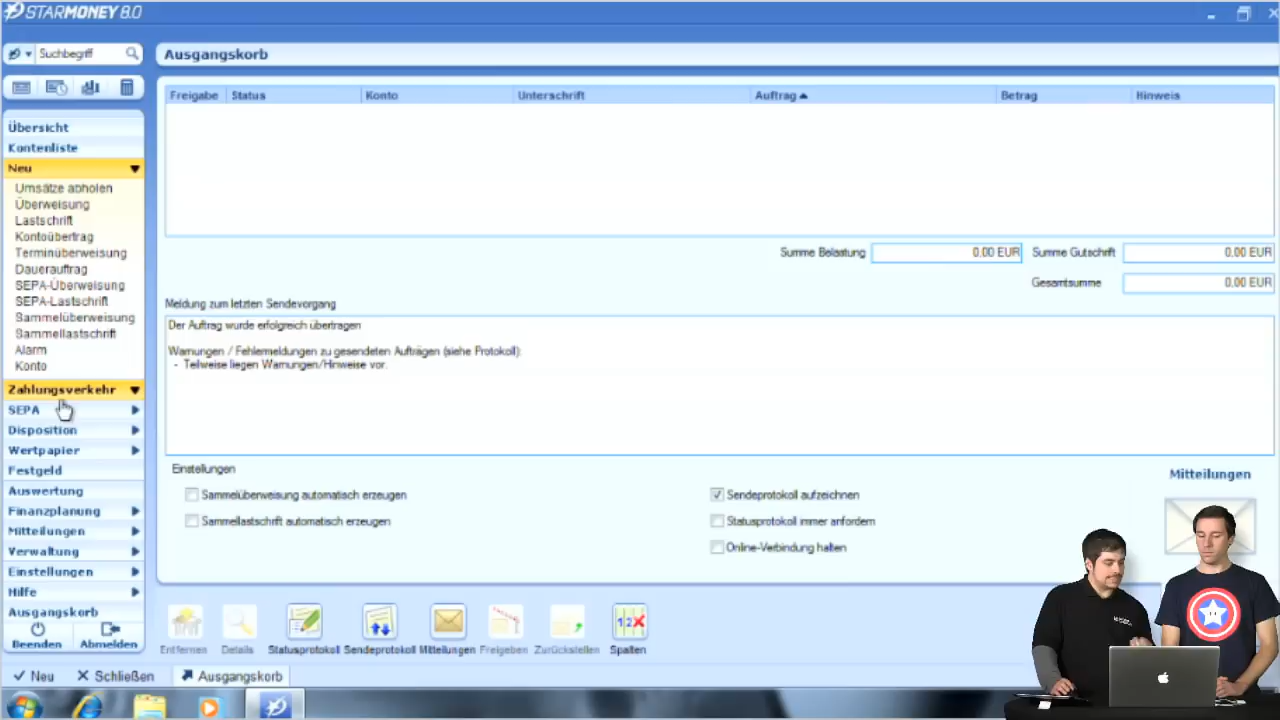 STARMONEY 8.0
Suchbegriff
Ausgangskorb
Freigabe Status Konto Unterschrift Auftrag Betrag Hinweis
Übersicht
Kontenliste
Neu
Umsätze abholen
Überweisung
Lastschrift
Kontoübertrag
Terminüberweisung
Dauerauftrag
SEPA-Überweisung
SEPA-Lastschrift
Sammelüberweisung
Sammellastschrift
Alarm
Konto
Zahlungsverkehr
SEPA
Disposition
Wertpapier
Festgeld
Auswertung
Finanzplanung
Mitteilungen
Verwaltung
Einstellungen
Hilfe
Ausgangskorb
Beenden Abmelden
Summe Belastung 0.00 EUR Summe Gutschrift 0.00 EUR
Gesamtsumme 0.00 EUR
Meldung zum letzten Sendevorgang
Der Auftrag wurde erfolgreich übertragen
Warnungen / Fehlermeldungen zu gesendeten Aufträgen (siehe Protokoll):
- Teilweise liegen Warnungen/Hinweise vor.
Einstellungen
Sammelüberweisung automatisch erzeugen
Sammellastschrift automatisch erzeugen
Sendeprotokoll aufzeichnen
Statusprotokoll immer anfordern
Online-Verbindung halten
Mitteilungen
Entfernen Details Statusprotokoll Sendeprotokoll Mitteilungen Freigeben Zurückstellen Spalten
Neu Schließen Ausgangskorb